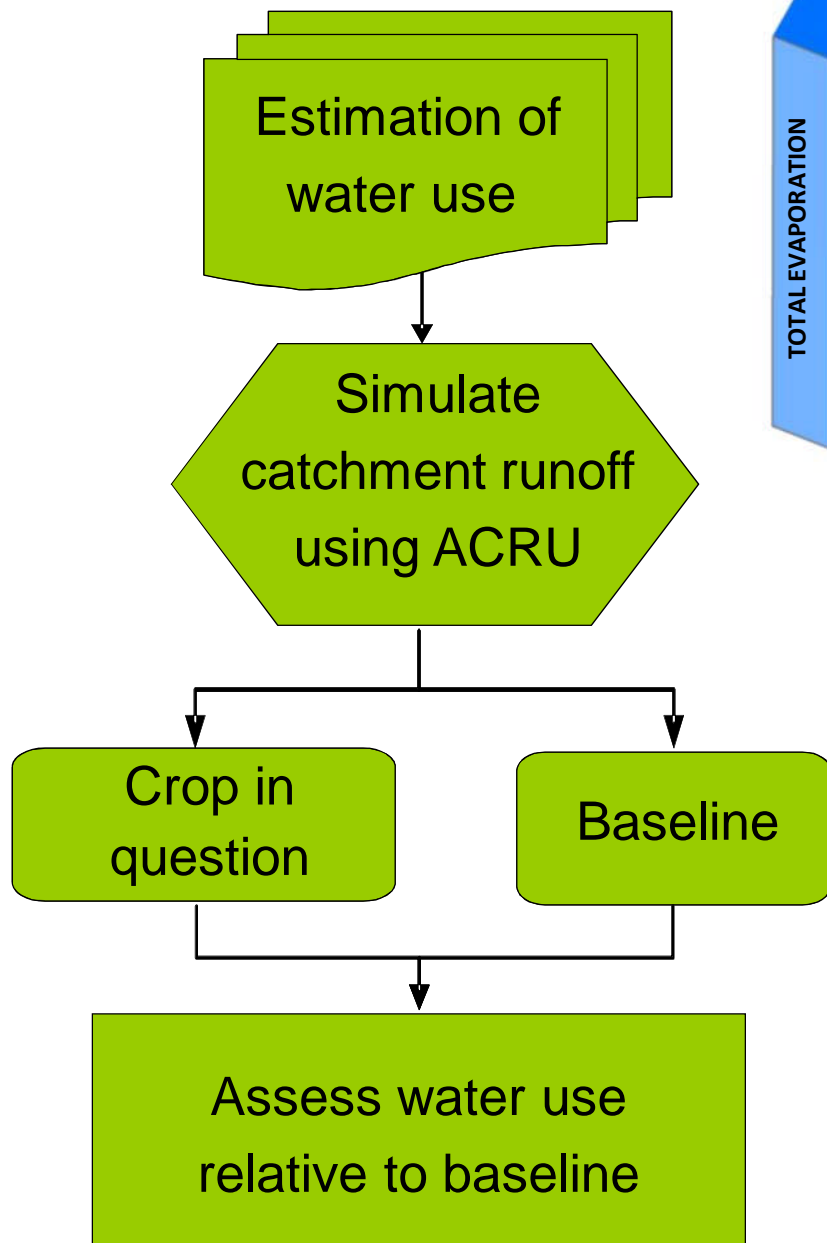 Estimation of
water use
TOTAL EVAPORATION
Simulate
catchment runoff
using ACRU
Crop in
question
Baseline
Assess water use
relative to baseline